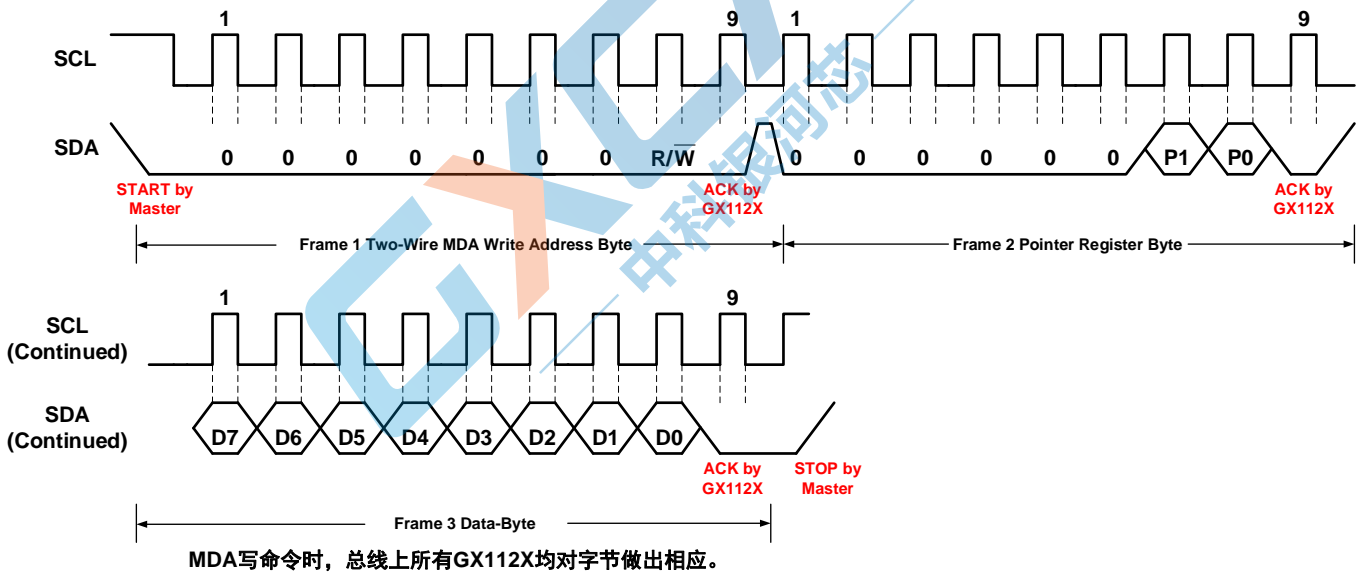 1 9 1 9
SCL
SDA
0 0 0 0 0 0 0 R/W̅ 0 0 0 0 0 0 P1 P0
START by
Master
ACK by
GX112X
ACK by
GX112X
Frame 1 Two-Wire MDA Write Address Byte
Frame 2 Pointer Register Byte
1 9
SCL
(Continued)
SDA
(Continued)
D7 D6 D5 D4 D3 D2 D1 D0
ACK by
GX112X
STOP by
Master
Frame 3 Data-Byte
MDA写命令时，总线上所有GX112X均对字节做出相应。
中科银河芯